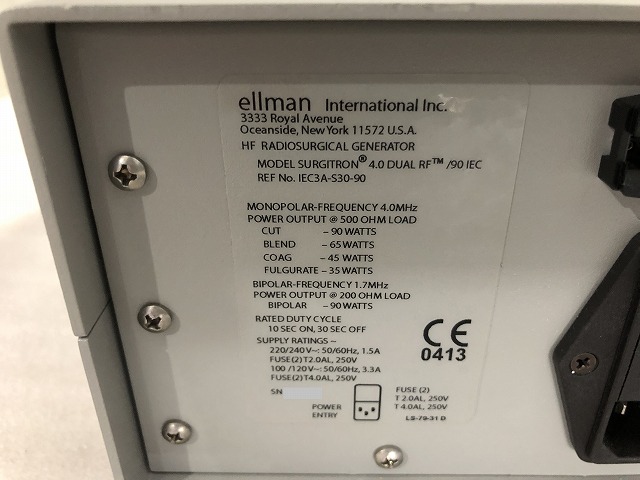 ellman International Inc.
3333 Royal Avenue
Oceanside, New York 11572 U.S.A.
HF RADIOSURGICAL GENERATOR
MODEL SURGITRON® 4.0 DUAL RF™ /90 IEC
REF No. IEC3A-S30-90
MONOPOLAR-FREQUENCY 4.0MHz
POWER OUTPUT @ 500 OHM LOAD
CUT – 90 WATTS
BLEND – 65 WATTS
COAG – 45 WATTS
FULGURATE – 35 WATTS
BIPOLAR-FREQUENCY 1.7MHz
POWER OUTPUT @ 200 OHM LOAD
BIPOLAR – 90 WATTS
RATED DUTY CYCLE
10 SEC ON, 30 SEC OFF
SUPPLY RATINGS ~
220/240V~: 50/60Hz, 1.5A
FUSE(2) T2.0AL, 250V
100 /120V~: 50/60Hz, 3.3A
FUSE(2) T4.0AL, 250V
CE
0413
SN
POWER
ENTRY
FUSE (2)
T 2.0AL, 250V
T 4.0AL, 250V
LS-79-31 D